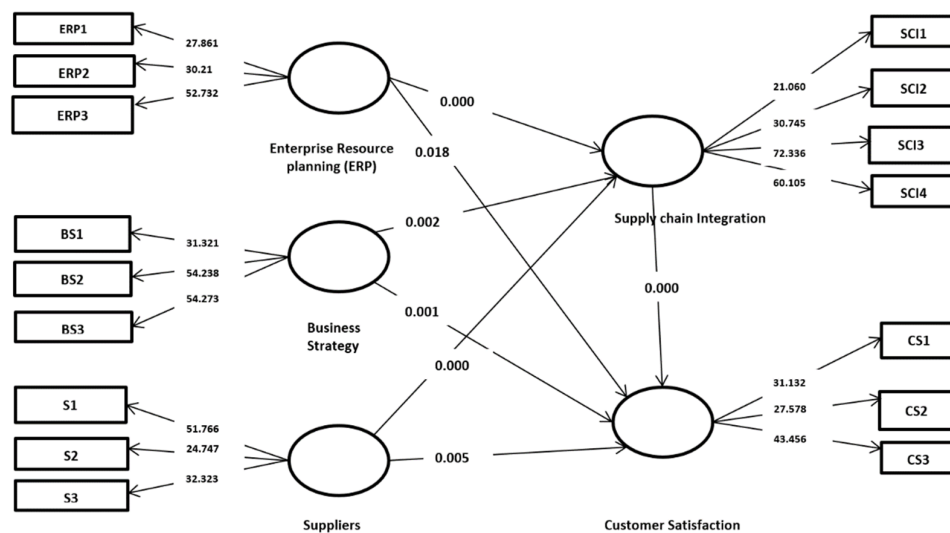 ERP1
27.861
ERP2
30.21
ERP3
52.732
Enterprise Resource
planning (ERP)
0.000
0.018
SCI1
21.060
SCI2
30.745
SCI3
72.336
SCI4
60.105
Supply chain Integration
BS1
31.321
BS2
54.238
BS3
54.273
Business
Strategy
0.002
0.001
0.000
0.000
S1
51.766
S2
24.747
S3
32.323
Suppliers
0.005
CS1
31.132
CS2
27.578
CS3
43.456
Customer Satisfaction